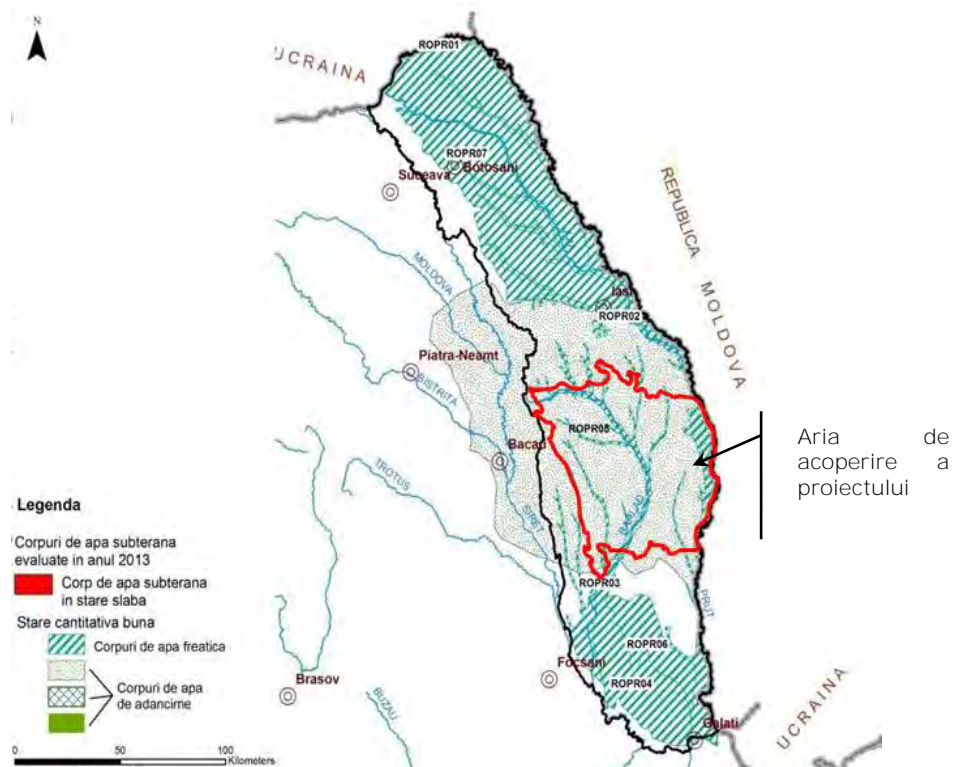 N
UCRAINA
ROPR01
ROPR07
Botosani
Suceava
REPUBLICA MOLDOVA
MOLDOVA
Iasi
ROPR02
Piatra-Neamt
BISTRITA
ROPR05
Bacau
TROTUS
SIRET
BARLAD
Aria de
acoperire a
proiectului
ROPR03
PRUT
ROPR06
Focsani
ROPR04
Brasov
BUZAU
Galati
UCRAINA
Legenda
Corpuri de apa subterana
evaluate in anul 2013
Corp de apa subterana
in stare slaba
Stare cantitativa buna
Corpuri de apa freatica
Corpuri de apa
de adancime
0 50 100
Kilometers